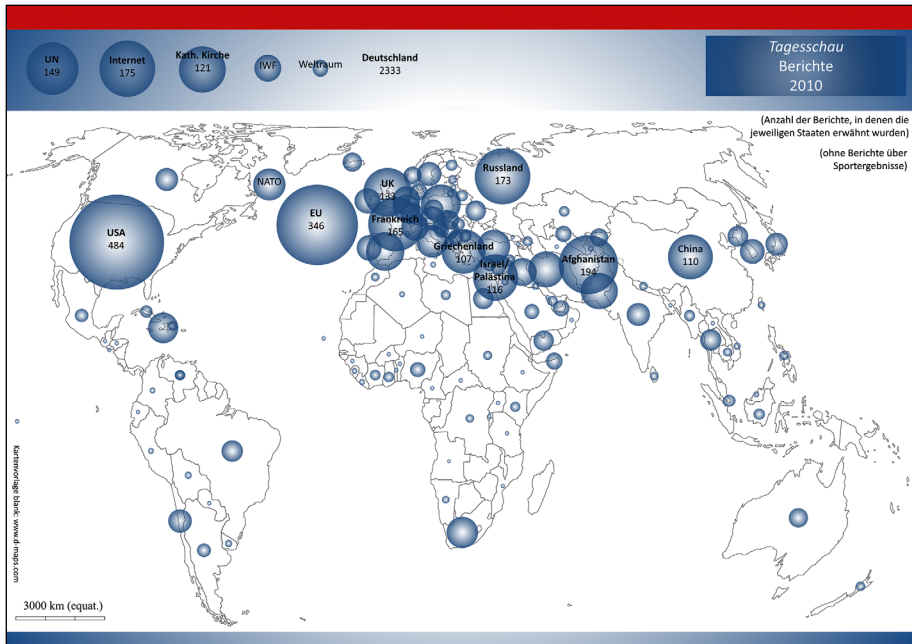 UN
149
Internet
175
Kath. Kirche
121
IWF
Weltraum
Deutschland
2333
Tagesschau
Berichte
2010
(Anzahl der Berichte, in denen die
jeweiligen Staaten erwähnt wurden)
(ohne Berichte über
Sportergebnisse)
NATO
UK
133
Russland
173
USA
484
EU
346
Frankreich
165
Griechenland
107
Israel/
Palästina
116
Afghanistan
194
China
110
Kartenvorlage blank: www.d-maps.com
3000 km (equat.)